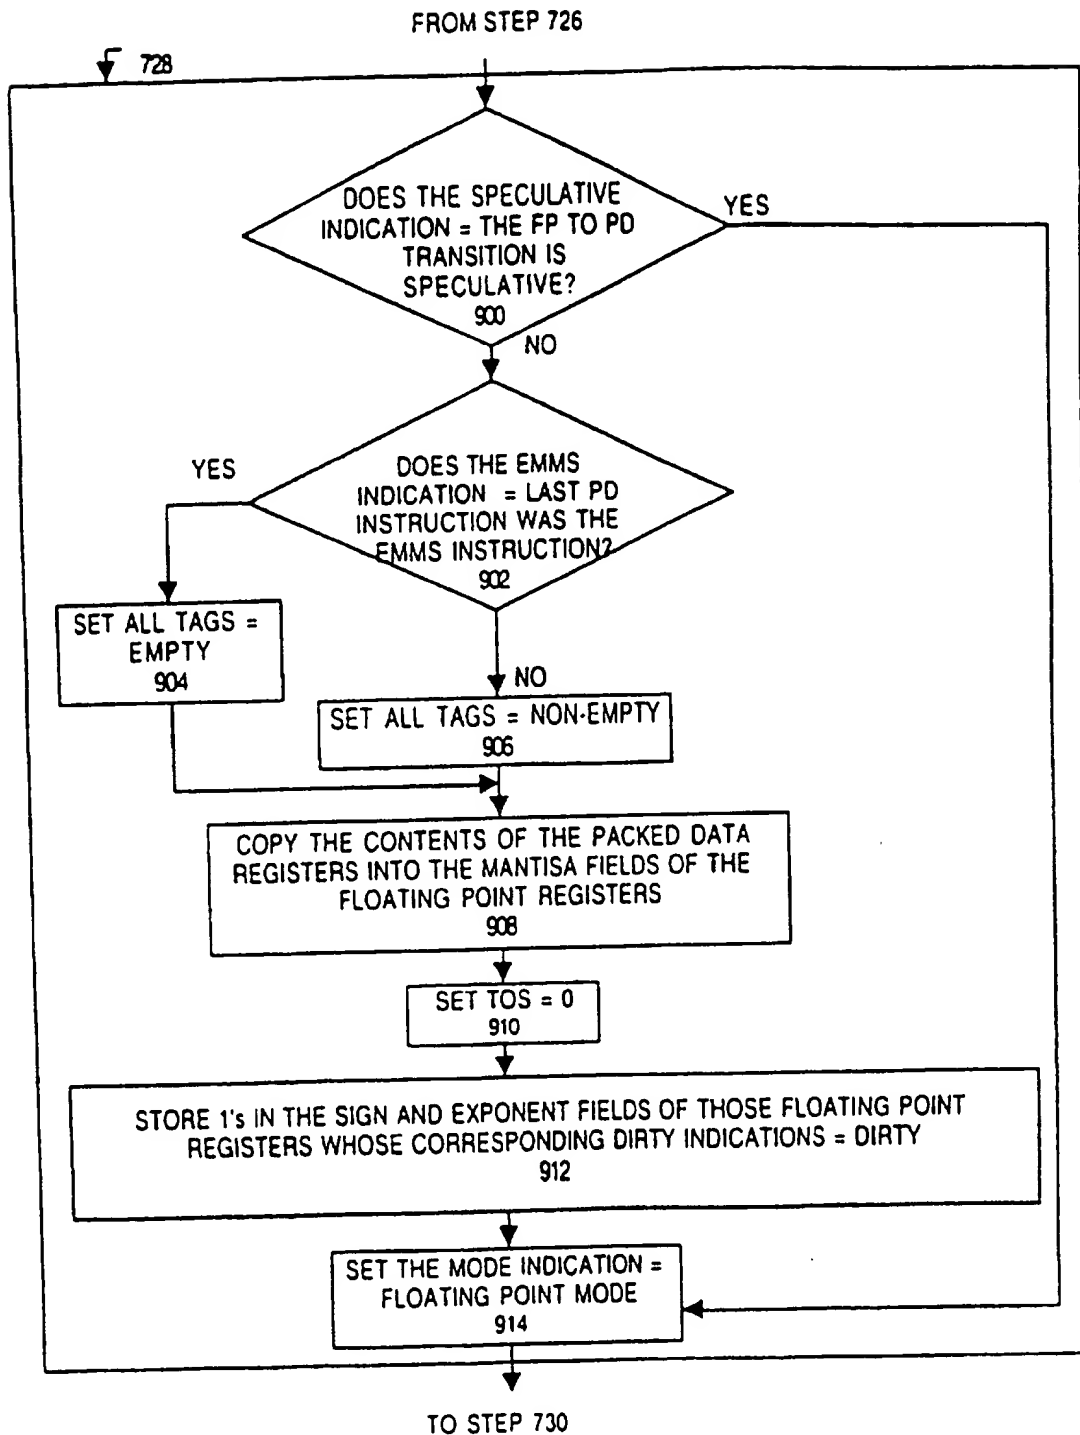 FROM STEP 726
728
DOES THE SPECULATIVE
INDICATION = THE FP TO PD
TRANSITION IS
SPECULATIVE?
900
YES
NO
DOES THE EMMS
INDICATION = LAST PD
INSTRUCTION WAS THE
EMMS INSTRUCTION?
902
YES
SET ALL TAGS =
EMPTY
904
NO
SET ALL TAGS = NON-EMPTY
906
COPY THE CONTENTS OF THE PACKED DATA
REGISTERS INTO THE MANTISA FIELDS OF THE
FLOATING POINT REGISTERS
908
SET TOS = 0
910
STORE 1's IN THE SIGN AND EXPONENT FIELDS OF THOSE FLOATING POINT
REGISTERS WHOSE CORRESPONDING DIRTY INDICATIONS = DIRTY
912
SET THE MODE INDICATION =
FLOATING POINT MODE
914
TO STEP 730